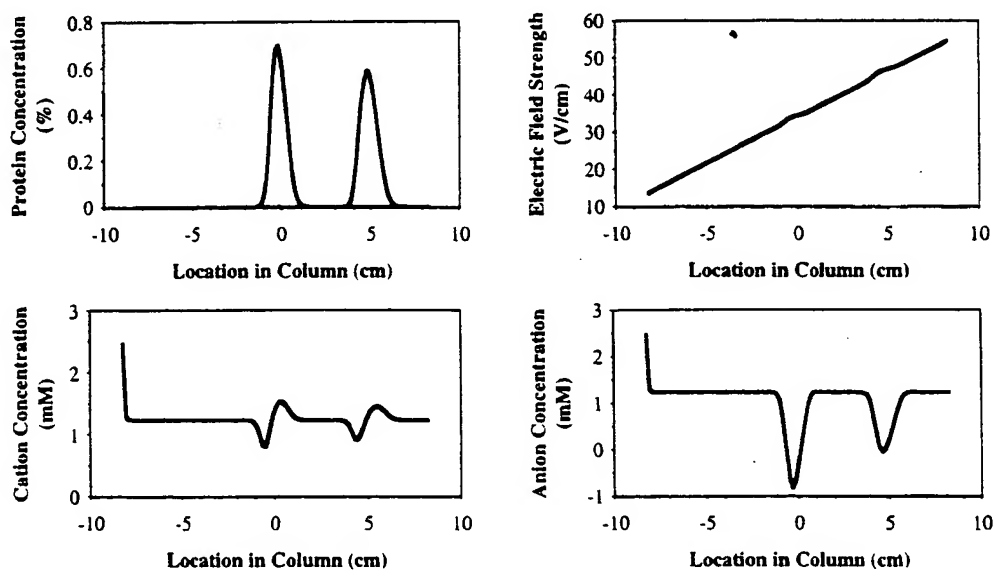 Protein Concentration
(%)
0.8
0.6
0.4
0.2
0
-10 -5 0 5 10
Location in Column (cm)
Electric Field Strength
(V/cm)
60
50
40
30
20
10
-10 -5 0 5 10
Location in Column (cm)
Cation Concentration
(mM)
3
2
1
0
-10 -5 0 5 10
Location in Column (cm)
Anion Concentration
(mM)
3
2
1
0
-1
-10 -5 0 5 10
Location in Column (cm)